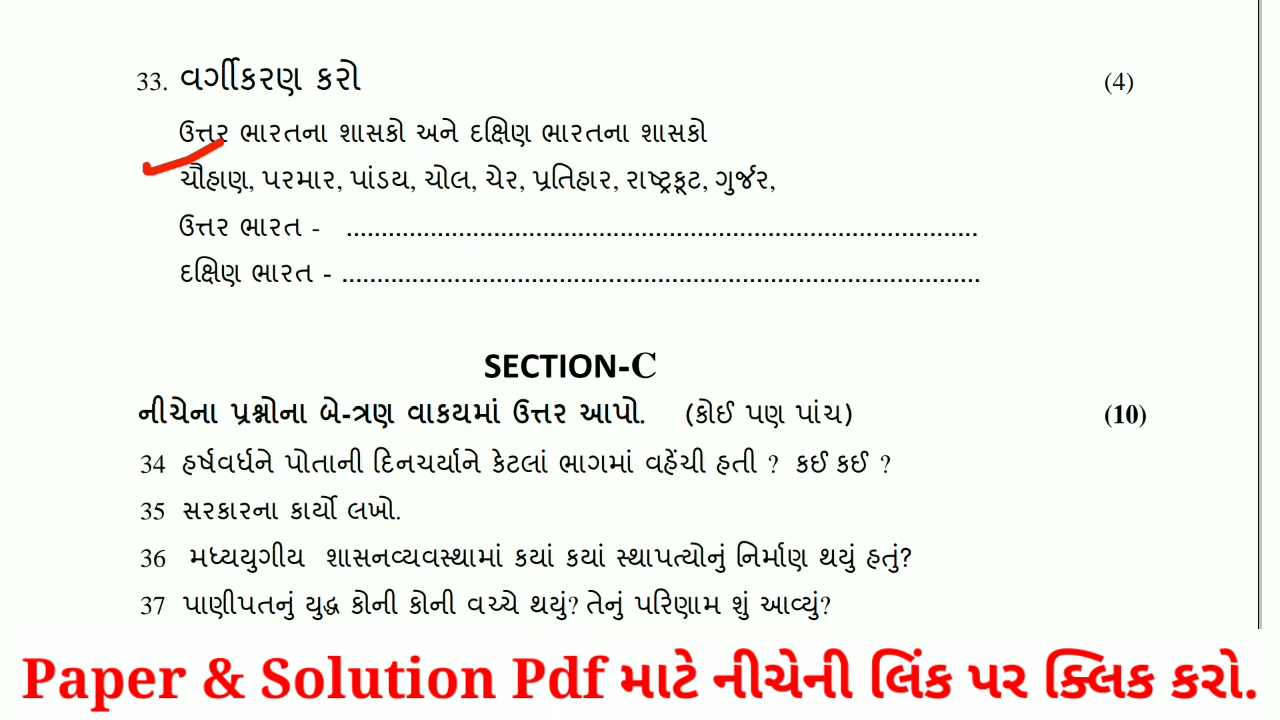 33. વર્ગીકરણ કરો (4)
ઉત્તર ભારતના શાસકો અને દક્ષિણ ભારતના શાસકો
ચૌહાણ, પરમાર, પાંડય, ચોલ, ચેર, પ્રતિહાર, રાષ્ટ્રકૂટ, ગુર્જર,
ઉત્તર ભારત - ..........................................................................................
દક્ષિણ ભારત - ...........................................................................................
SECTION-C
નીચેના પ્રશ્નોના બે-ત્રણ વાકયમાં ઉત્તર આપો. (કોઈ પણ પાંચ) (10)
34 હર્ષવર્ધને પોતાની દિનચર્યાને કેટલાં ભાગમાં વહેંચી હતી ? કઈ કઈ ?
35 સરકારના કાર્યો લખો.
36 મધ્યયુગીય શાસનવ્યવસ્થામાં કયાં કયાં સ્થાપત્યોનું નિર્માણ થયું હતું?
37 પાણીપતનું યુદ્ધ કોની કોની વચ્ચે થયું? તેનું પરિણામ શું આવ્યું?
Paper & Solution Pdf માટે નીચેની લિંક પર ક્લિક કરો.